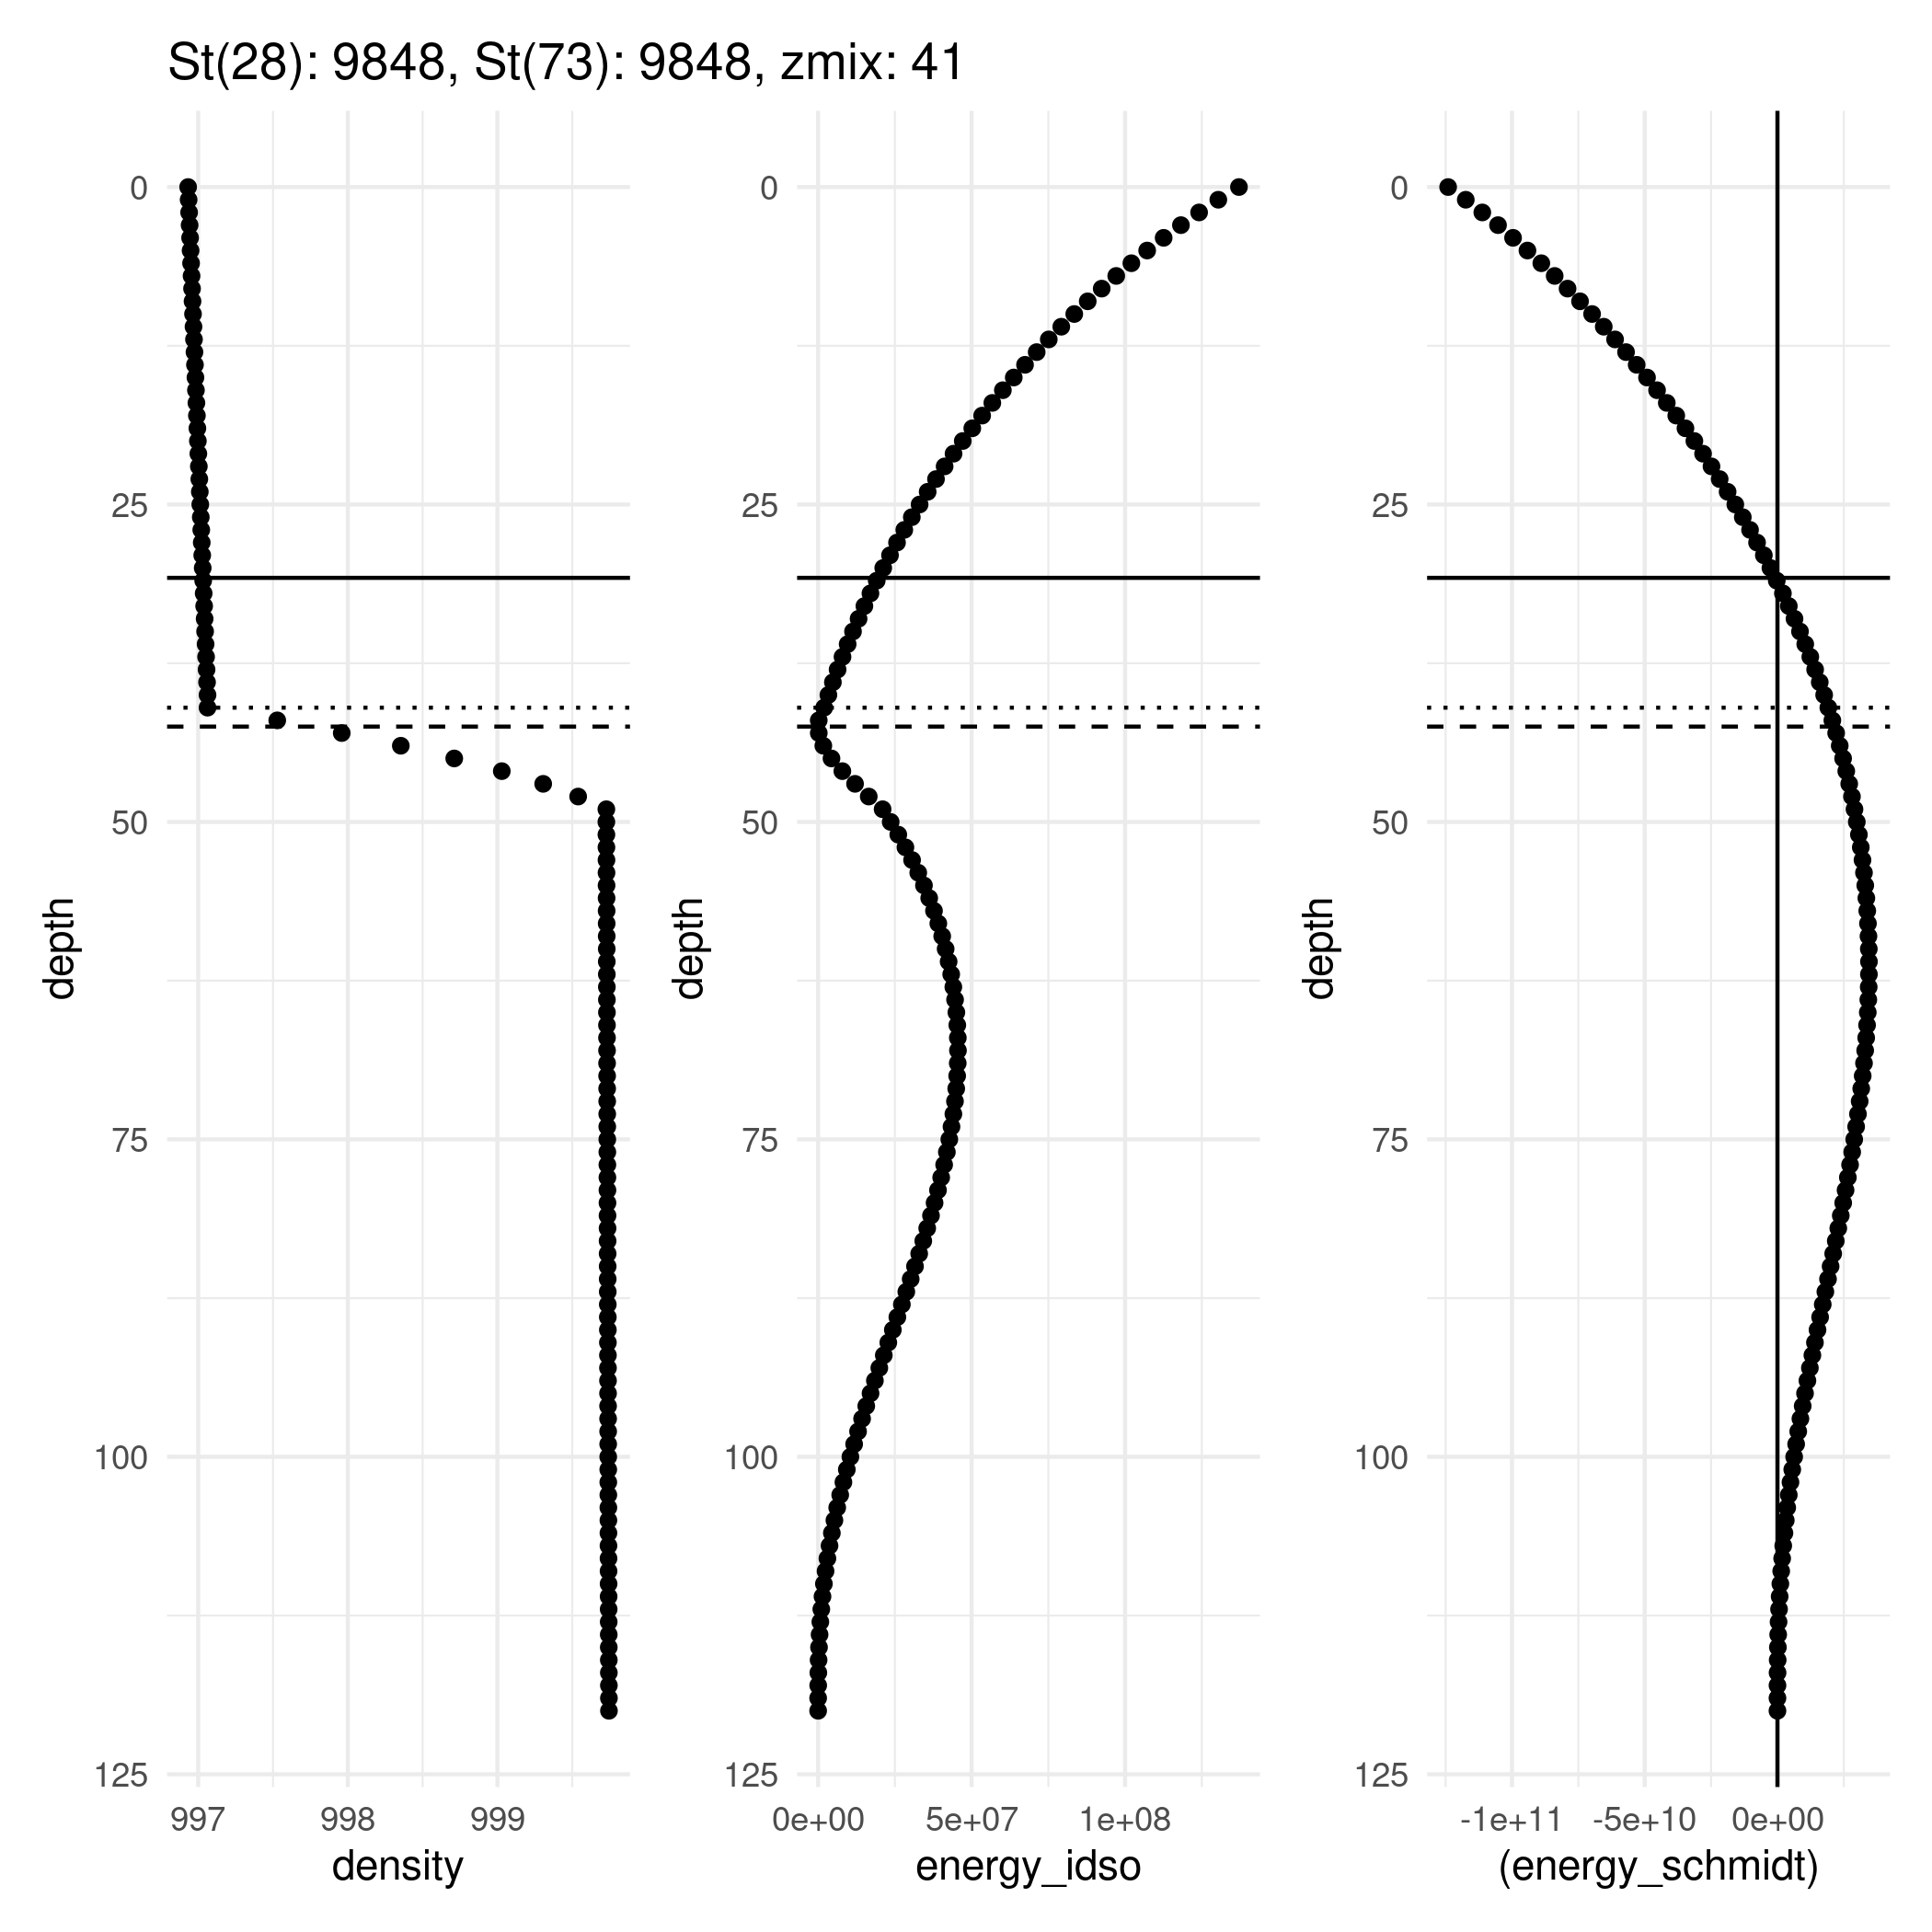 St(28): 9848, St(73): 9848, zmix: 41
0
25
50
75
100
125
depth
997
998
999
density
0
25
50
75
100
125
depth
0e+00
5e+07
1e+08
energy_idso
0
25
50
75
100
125
depth
-1e+11
-5e+10
0e+00
(energy_schmidt)